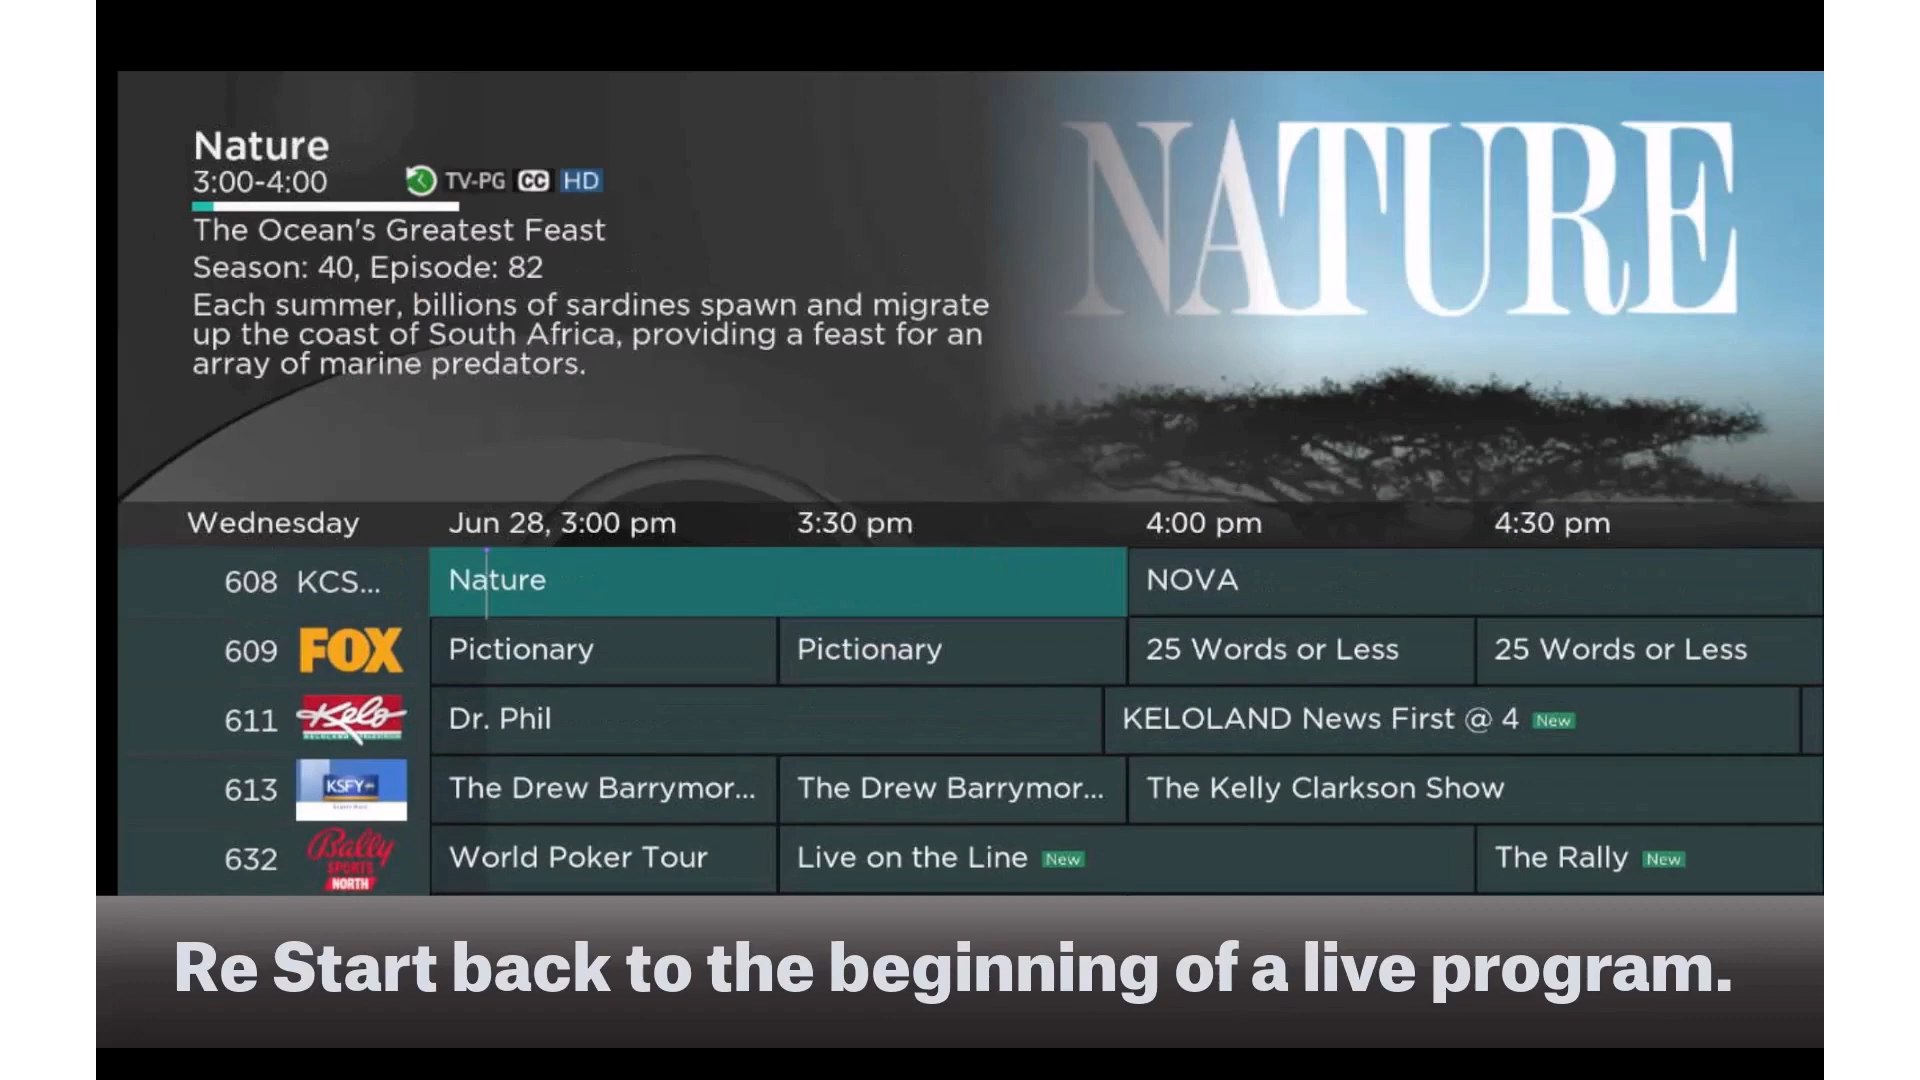 Nature
3:00-4:00 TV-PG CC HD
The Ocean's Greatest Feast
Season: 40, Episode: 82
Each summer, billions of sardines spawn and migrate
up the coast of South Africa, providing a feast for an
array of marine predators.
NATURE
Wednesday Jun 28, 3:00 pm 3:30 pm 4:00 pm 4:30 pm
608 KCS... Nature NOVA
609 FOX Pictionary Pictionary 25 Words or Less 25 Words or Less
611 Kelo Dr. Phil KELOLAND News First @ 4 New
613 KSFY The Drew Barrymor... The Drew Barrymor... The Kelly Clarkson Show
632 Bally SPORTS NORTH World Poker Tour Live on the Line New The Rally New
Re Start back to the beginning of a live program.